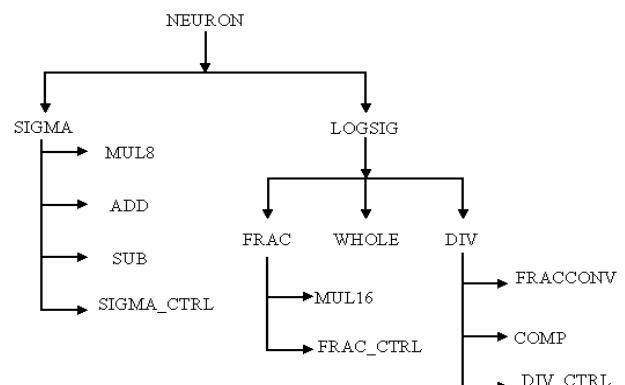 NEURON
SIGMA
LOGSIG
MUL8
ADD
SUB
SIGMA_CTRL
FRAC
WHOLE
DIV
MUL16
FRAC_CTRL
FRACCONV
COMP
DIV_CTRL